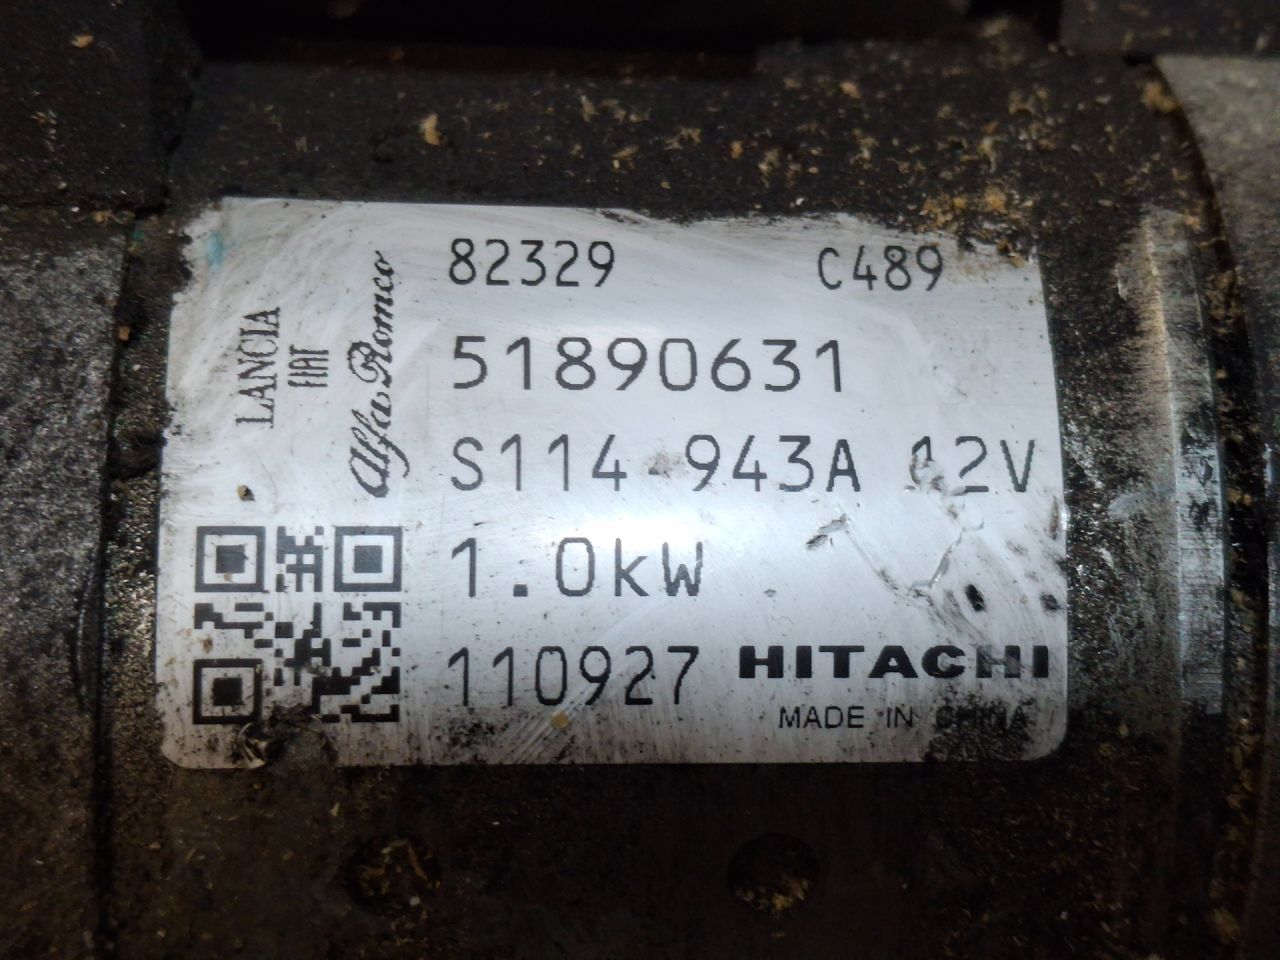 82329 C489
LANCIA
FIAT
Alfa Romeo
51890631
S114-943A 12V
1.0kW
110927 HITACHI
MADE IN CHINA